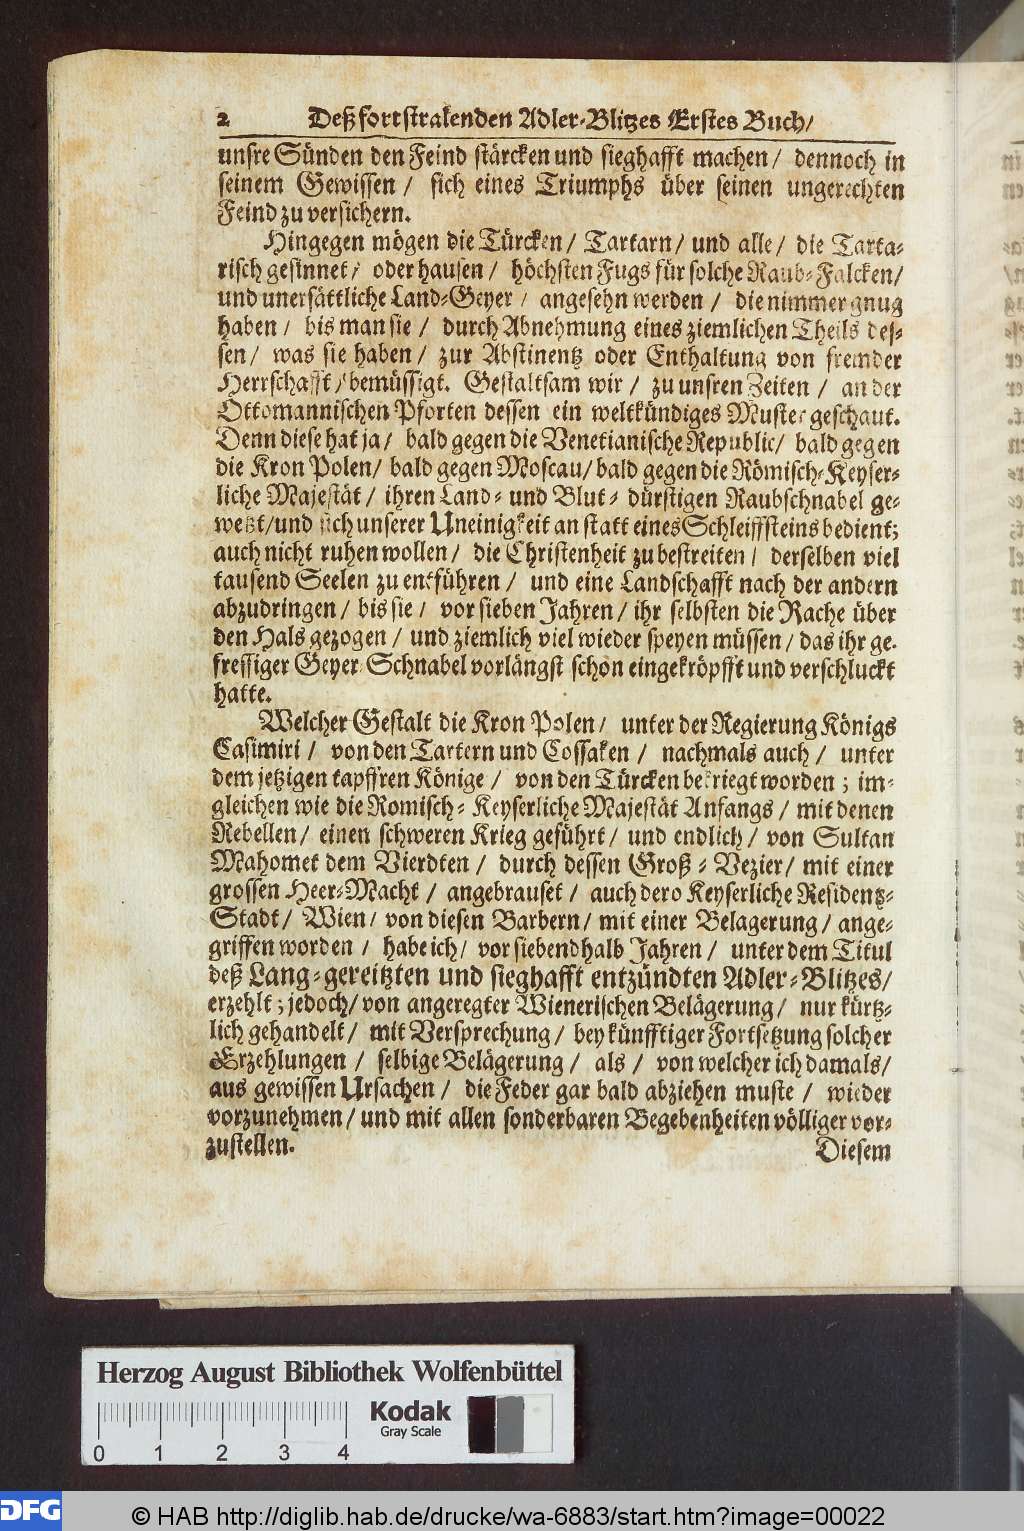 2 Deß fortstralenden Adler-Blitzes Erstes Buch/
unsre Sünden den Feind stärcken und sieghafft machen/ dennoch in
seinem Gewissen/ sich eines Triumphs über seinen ungerechten
Feind zu versichern.
Hingegen mögen die Türcken/ Tartarn/ und alle/ die Tarta-
risch gesinnet/ oder hausen/ höchsten Fugs für solche Raub-Falcken/
und unersättliche Land-Geyer/ angesehn werden/ die nimmer gnug
haben/ bis man sie/ durch Abnehmung eines ziemlichen Theils des-
sen/ was sie haben/ zur Abstinentz oder Enthaltung von fremder
Herrschafft/ bemüssigt. Gestaltsam wir/ zu unsren Zeiten/ an der
Ottomannischen Pforten dessen ein weltkündiges Muster geschaut.
Denn diese hat ja/ bald gegen die Venetianische Republic/ bald gegen
die Kron Polen/ bald gegen Moscau/ bald gegen die Römisch-Keyser-
liche Majestät/ ihren Land- und Blut-dürstigen Raubschnabel ge-
wetzt/ und sich unserer Uneinigkeit an statt eines Schleiffsteins bedient;
auch nicht ruhen wollen/ die Christenheit zu bestreiten/ derselben viel
tausend Seelen zu entführen/ und eine Landschafft nach der andern
abzudringen/ bis sie/ vor sieben Jahren/ ihr selbsten die Rache über
den Hals gezogen/ und ziemlich viel wieder speyen müssen/ das ihr ge-
fressiger Geyer-Schnabel vorlängst schon eingekröpfft und verschluckt
hatte.
Welcher Gestalt die Kron Polen/ unter der Regierung Königs
Casimiri/ von den Tartern und Cossaken/ nachmals auch/ unter
dem jetzigen tapffren Könige/ von den Türcken bekriegt worden; im-
gleichen wie die Romisch-Keyserliche Majestät Anfangs/ mit denen
Rebellen/ einen schweren Krieg geführt/ und endlich/ von Sultan
Mahomet dem Vierdten/ durch dessen Groß-Vezier/ mit einer
grossen Heer-Macht/ angebrauset/ auch dero Keyserliche Residentz-
Stadt/ Wien/ von diesen Barbern/ mit einer Belagerung/ ange-
griffen worden/ habe ich/ vor siebendhalb Jahren/ unter dem Titul
deß Lang-gereitzten und sieghafft entzündten Adler-Blitzes/
erzehlt; jedoch/ von angeregter Wienerischen Belägerung/ nur kürtz-
lich gehandelt/ mit Versprechung/ bey künfftiger Fortsetzung solcher
Erzehlungen/ selbige Belägerung/ als/ von welcher ich damals/
aus gewissen Ursachen/ die Feder gar bald abziehen muste/ wieder
vorzunehmen/ und mit allen sonderbaren Begebenheiten völliger vor-
zustellen.
Diesem
Herzog August Bibliothek Wolfenbüttel
Kodak
Gray Scale
0 1 2 3 4
DFG © HAB http://diglib.hab.de/drucke/wa-6883/start.htm?image=00022